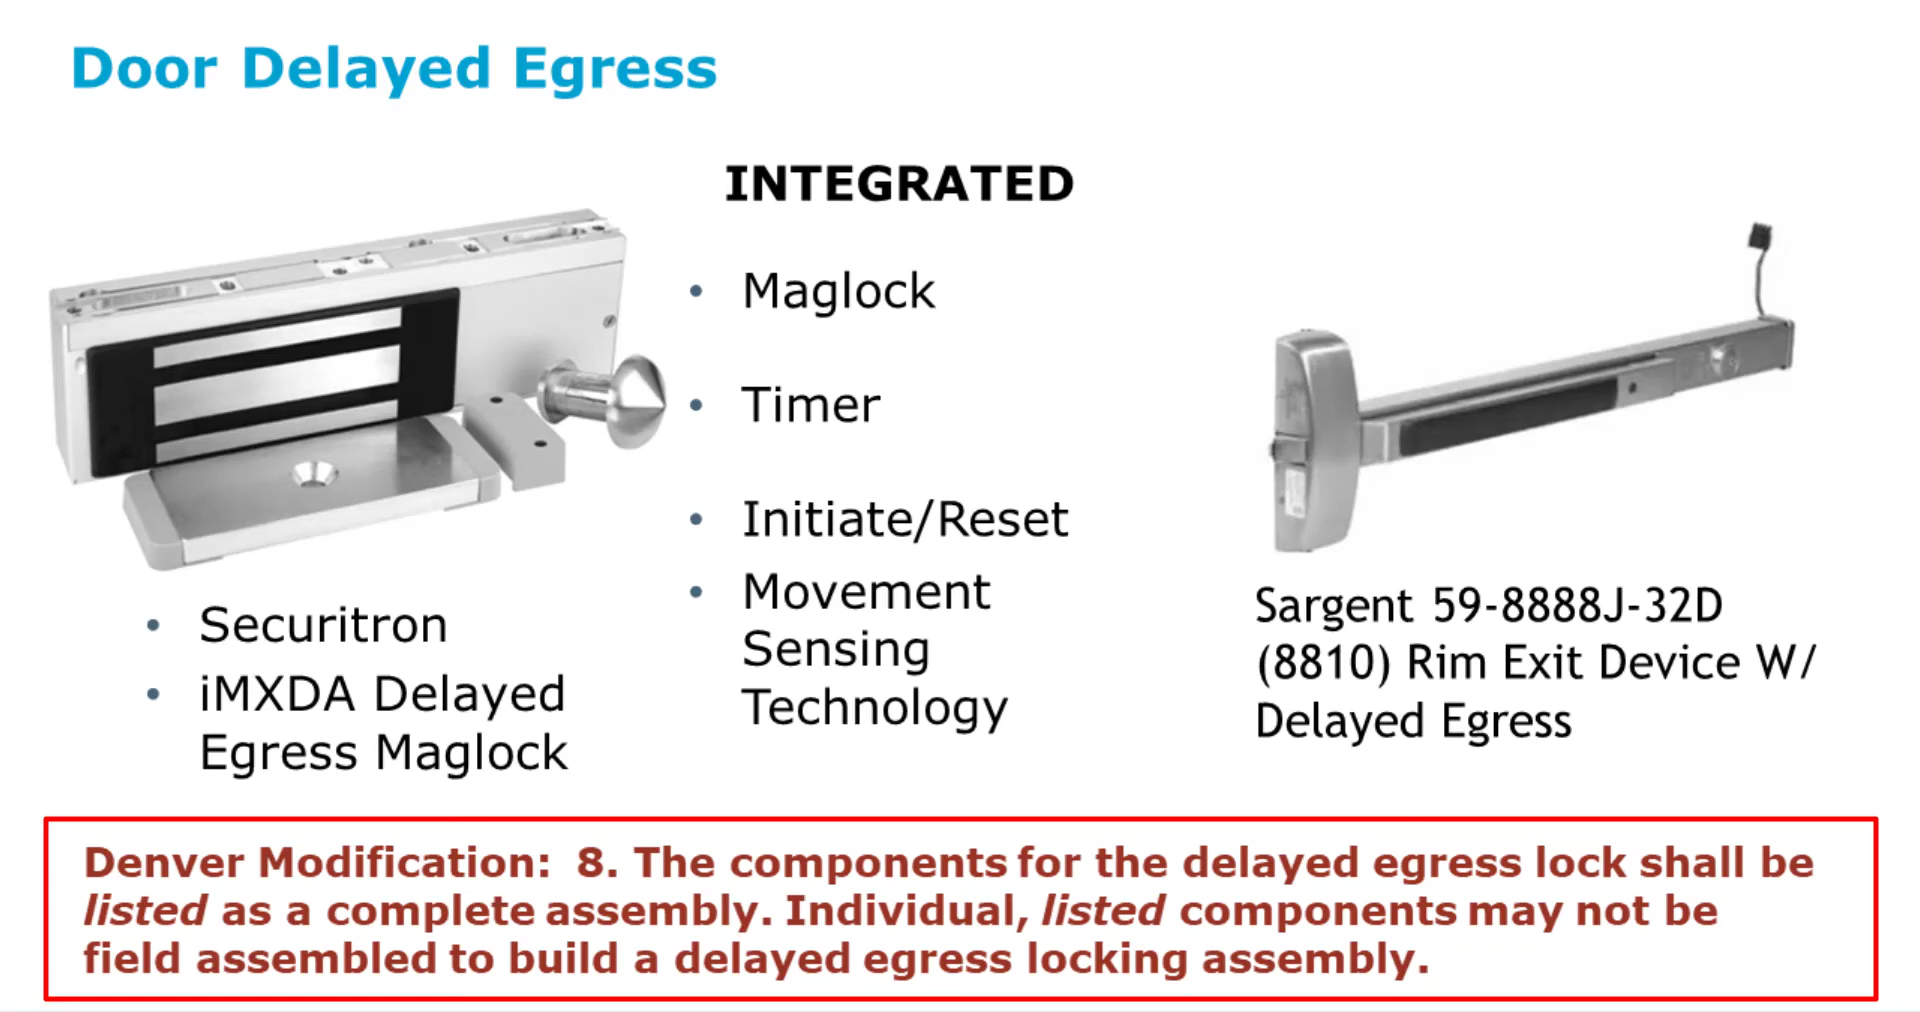 Door Delayed Egress
INTEGRATED
• Maglock
• Timer
• Initiate/Reset
• Movement
Sensing
Technology
• Securitron
• iMXDA Delayed
Egress Maglock
Sargent 59-8888J-32D
(8810) Rim Exit Device W/
Delayed Egress
Denver Modification: 8. The components for the delayed egress lock shall be
listed as a complete assembly. Individual, listed components may not be
field assembled to build a delayed egress locking assembly.